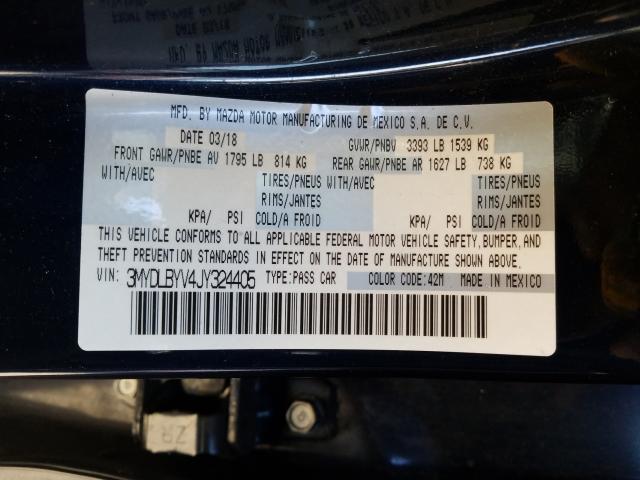 MFD. BY MAZDA MOTOR MANUFACTURING DE MEXICO S.A. DE C.V.
DATE 03/18 GVWR/PNBV 3393 LB 1539 KG
FRONT GAWR/PNBE AV 1795 LB 814 KG REAR GAWR/PNBE AR 1627 LB 738 KG
WITH/AVEC TIRES/PNEUS WITH/AVEC TIRES/PNEUS
RIMS/JANTES RIMS/JANTES
KPA/ PSI COLD/A FROID KPA/ PSI COLD/A FROID
THIS VEHICLE CONFORMS TO ALL APPLICABLE FEDERAL MOTOR VEHICLE SAFETY, BUMPER, AND
THEFT PREVENTION STANDARDS IN EFFECT ON THE DATE OF MANUFACTURE SHOWN ABOVE.
VIN: 3MYDLBYV4JY324405 TYPE:PASS CAR COLOR CODE:42M MADE IN MEXICO
ZR